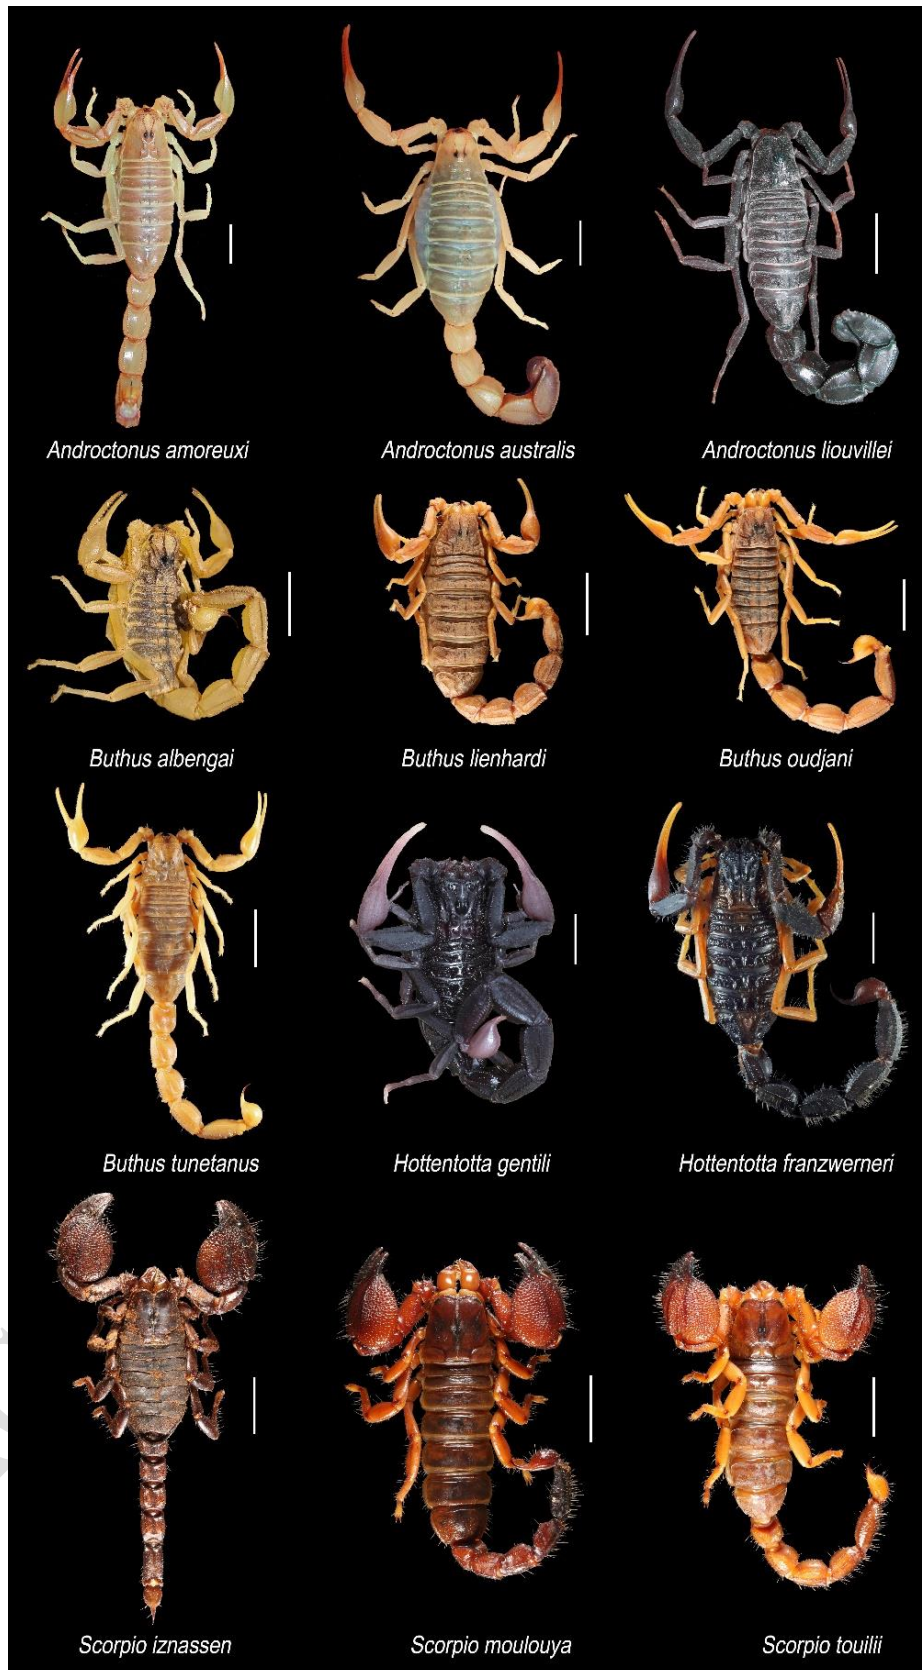 Androctonus amoreuxi
Androctonus australis
Androctonus liouvillei
Buthus albengai
Buthus lienhardi
Buthus oudjani
Buthus tunetanus
Hottentotta gentili
Hottentotta franzwerneri
Scorpio iznassen
Scorpio moulouya
Scorpio touilii